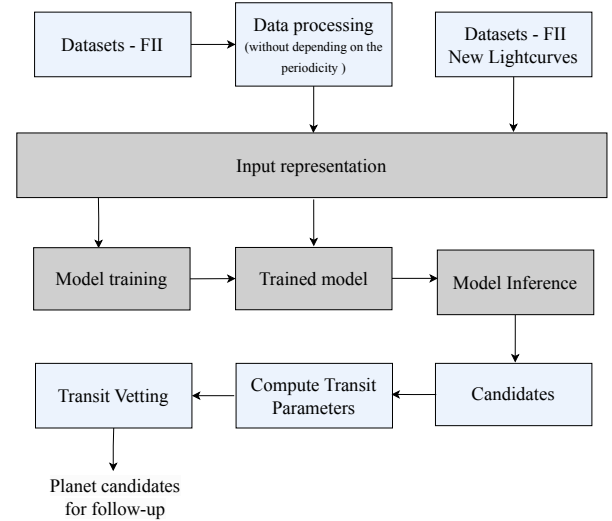 Datasets - FII
Data processing
(without depending on the
periodicity )
Datasets - FII
New Lightcurves
Input representation
Model training
Trained model
Model Inference
Transit Vetting
Compute Transit
Parameters
Candidates
Planet candidates
for follow-up